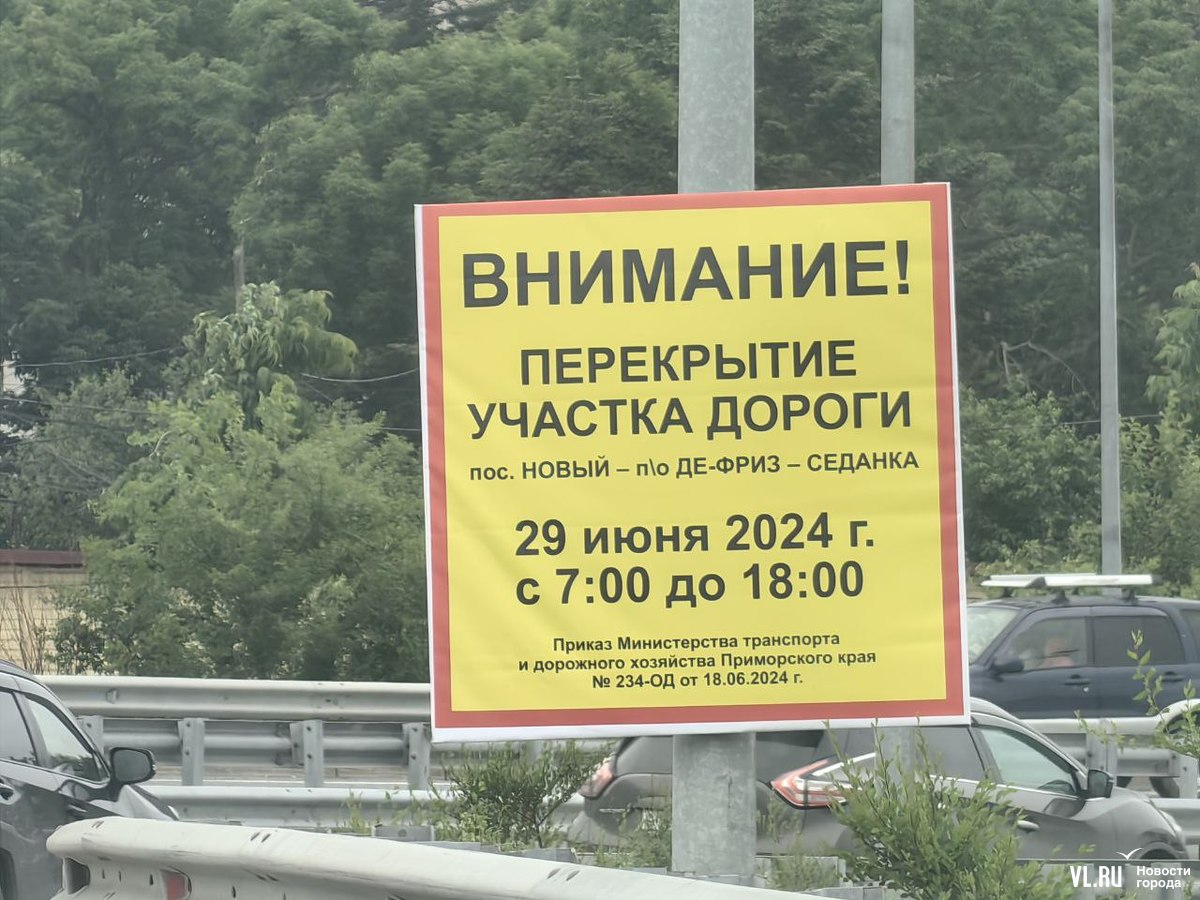 ВНИМАНИЕ!
ПЕРЕКРЫТИЕ
УЧАСТКА ДОРОГИ
пос. НОВЫЙ – п\о ДЕ-ФРИЗ – СЕДАНКА
29 июня 2024 г.
с 7:00 до 18:00
Приказ Министерства транспорта
и дорожного хозяйства Приморского края
№ 234-ОД от 18.06.2024 г.
VL.RU
Новости
города